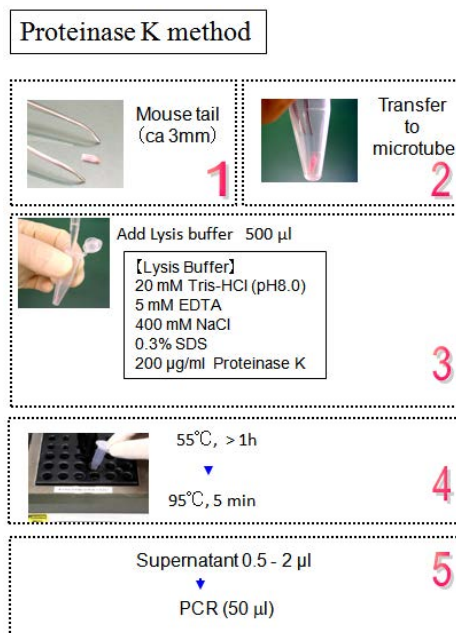 Proteinase K method
Mouse tail
(ca 3mm)
1
Transfer
to
microtube
2
Add Lysis buffer 500 µl
【Lysis Buffer】
20 mM Tris-HCl (pH8.0)
5 mM EDTA
400 mM NaCl
0.3% SDS
200 µg/ml Proteinase K
3
55℃, > 1h
95℃, 5 min
4
Supernatant 0.5 - 2 µl
PCR (50 µl)
5